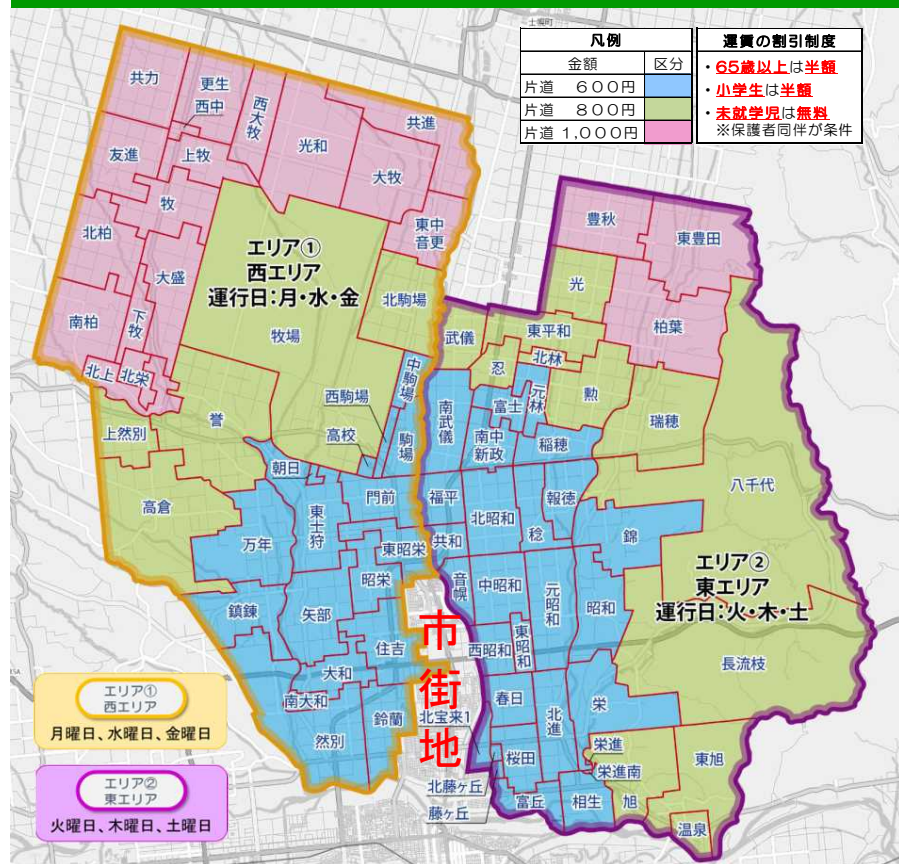 士幌町
凡例
金額 区分
片道 600円
片道 800円
片道 1,000円
運賃の割引制度
・65歳以上は半額
・小学生は半額
・未就学児は無料
※保護者同伴が条件
共力
更生
西中
西大牧
共進
友進
上牧
光和
大牧
牧
北柏
東中音更
大盛
エリア①
西エリア
運行日:月・水・金
北駒場
南柏
下牧
牧場
北上
北栄
中駒場
西駒場
誉
上然別
高校
駒場
朝日
高倉
門前
東士狩
万年
東昭栄
昭栄
鎮錬
矢部
住吉
大和
南大和
鈴蘭
然別
豊秋
東豊田
光
柏葉
武儀
東平和
北林
忍
元林
勲
富士
南武儀
南中新政
稲穂
瑞穂
福平
北昭和
報徳
八千代
稔
錦
共和
音幌
中昭和
元昭和
昭和
エリア②
東エリア
運行日:火・木・土
西昭和
東昭和
長流枝
春日
北進
栄
北宝来1
桜田
栄進
栄進南
東旭
北藤ヶ丘
藤ヶ丘
富丘
相生
旭
温泉
市街地
エリア①
西エリア
月曜日、水曜日、金曜日
エリア②
東エリア
火曜日、木曜日、土曜日